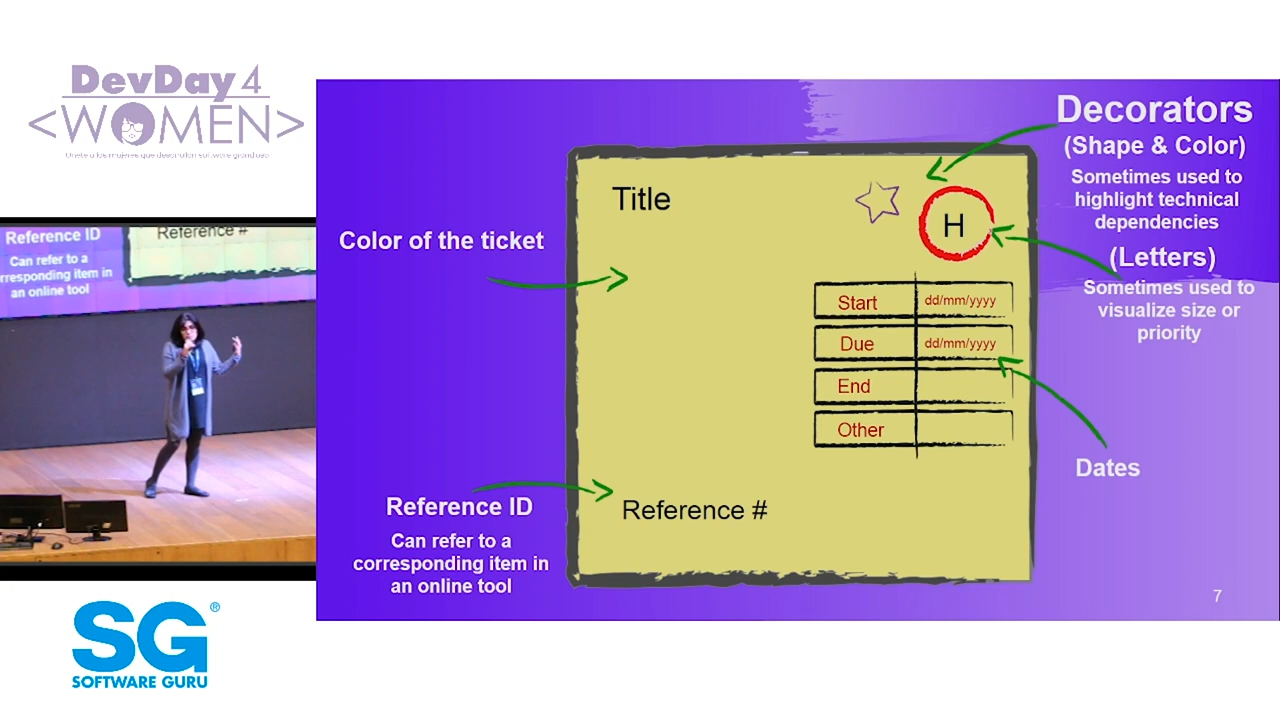 DevDay 4
<WOMEN>
Reference ID
Can refer to a
rresponding item in
an online tool
Reference #
SG®
SOFTWARE GURU
Decorators
(Shape & Color)
Sometimes used to
highlight technical
dependencies
(Letters)
Sometimes used to
visualize size or
priority
Title
H
Color of the ticket
Start dd/mm/yyyy
Due dd/mm/yyyy
End
Other
Dates
Reference ID
Can refer to a
corresponding item in
an online tool
Reference #
7